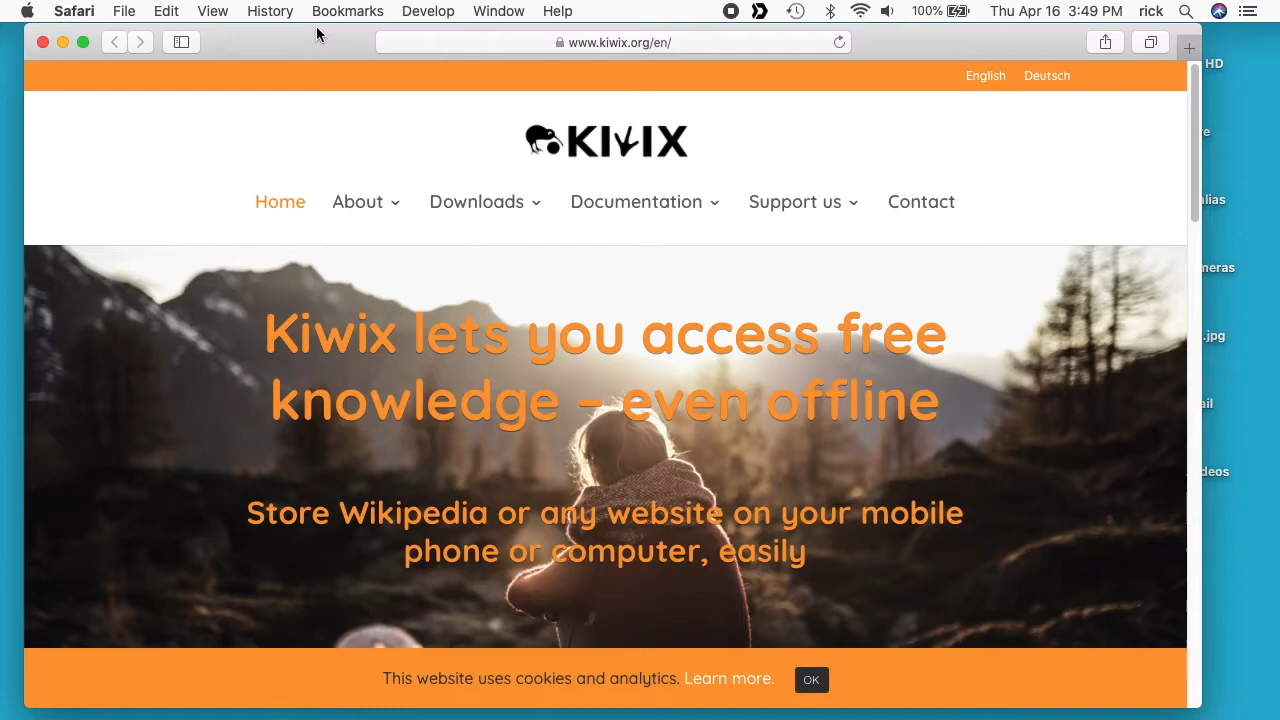 Safari File Edit View History Bookmarks Develop Window Help 100% Thu Apr 16 3:49 PM rick
www.kiwix.org/en/
HD
English Deutsch
KIWIX
Home About Downloads Documentation Support us Contact
Kiwix lets you access free
knowledge – even offline
.jpg
Store Wikipedia or any website on your mobile
phone or computer, easily
This website uses cookies and analytics. Learn more. OK